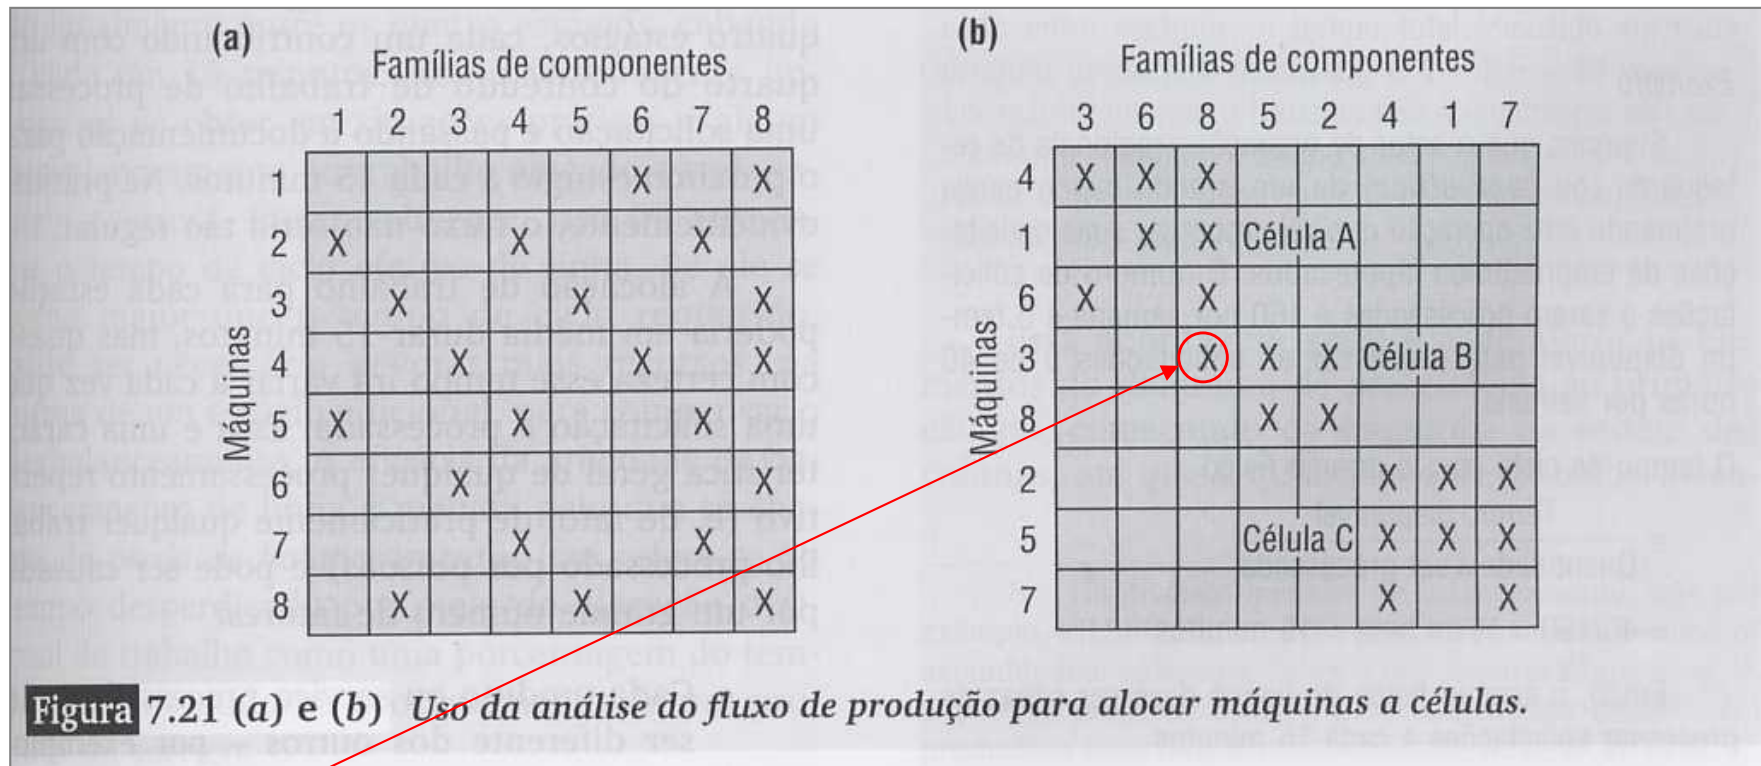 (a)
Famílias de componentes
1 2 3 4 5 6 7 8
Máquinas
1 X X
2 X X X
3 X X X
4 X X X
5 X X X
6 X X
7 X X
8 X X X
(b)
Famílias de componentes
3 6 8 5 2 4 1 7
Máquinas
4 X X X
1 X X Célula A
6 X X
3 X X X Célula B
8 X X
2 X X X
5 Célula C X X X
7 X X
Figura 7.21 (a) e (b) Uso da análise do fluxo de produção para alocar máquinas a células.